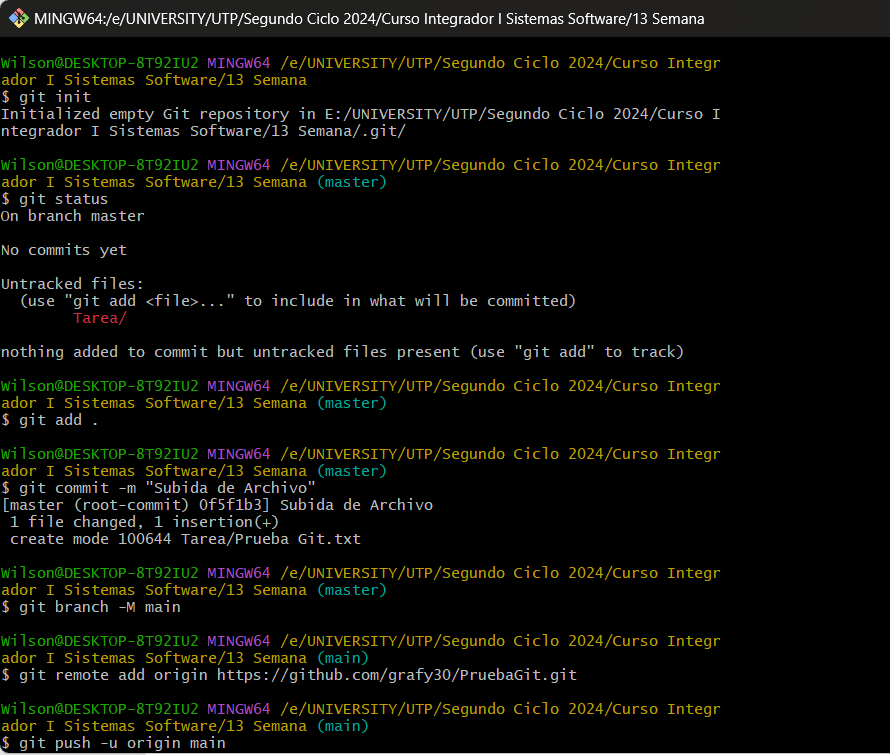 MINGW64:/e/UNIVERSITY/UTP/Segundo Ciclo 2024/Curso Integrador I Sistemas Software/13 Semana
Wilson@DESKTOP-8T92IU2 MINGW64 /e/UNIVERSITY/UTP/Segundo Ciclo 2024/Curso Integr
ador I Sistemas Software/13 Semana
$ git init
Initialized empty Git repository in E:/UNIVERSITY/UTP/Segundo Ciclo 2024/Curso I
ntegrador I Sistemas Software/13 Semana/.git/
Wilson@DESKTOP-8T92IU2 MINGW64 /e/UNIVERSITY/UTP/Segundo Ciclo 2024/Curso Integr
ador I Sistemas Software/13 Semana (master)
$ git status
On branch master
No commits yet
Untracked files:
  (use "git add <file>..." to include in what will be committed)
        Tarea/
nothing added to commit but untracked files present (use "git add" to track)
Wilson@DESKTOP-8T92IU2 MINGW64 /e/UNIVERSITY/UTP/Segundo Ciclo 2024/Curso Integr
ador I Sistemas Software/13 Semana (master)
$ git add .
Wilson@DESKTOP-8T92IU2 MINGW64 /e/UNIVERSITY/UTP/Segundo Ciclo 2024/Curso Integr
ador I Sistemas Software/13 Semana (master)
$ git commit -m "Subida de Archivo"
[master (root-commit) 0f5f1b3] Subida de Archivo
 1 file changed, 1 insertion(+)
 create mode 100644 Tarea/Prueba Git.txt
Wilson@DESKTOP-8T92IU2 MINGW64 /e/UNIVERSITY/UTP/Segundo Ciclo 2024/Curso Integr
ador I Sistemas Software/13 Semana (master)
$ git branch -M main
Wilson@DESKTOP-8T92IU2 MINGW64 /e/UNIVERSITY/UTP/Segundo Ciclo 2024/Curso Integr
ador I Sistemas Software/13 Semana (main)
$ git remote add origin https://github.com/grafy30/PruebaGit.git
Wilson@DESKTOP-8T92IU2 MINGW64 /e/UNIVERSITY/UTP/Segundo Ciclo 2024/Curso Integr
ador I Sistemas Software/13 Semana (main)
$ git push -u origin main